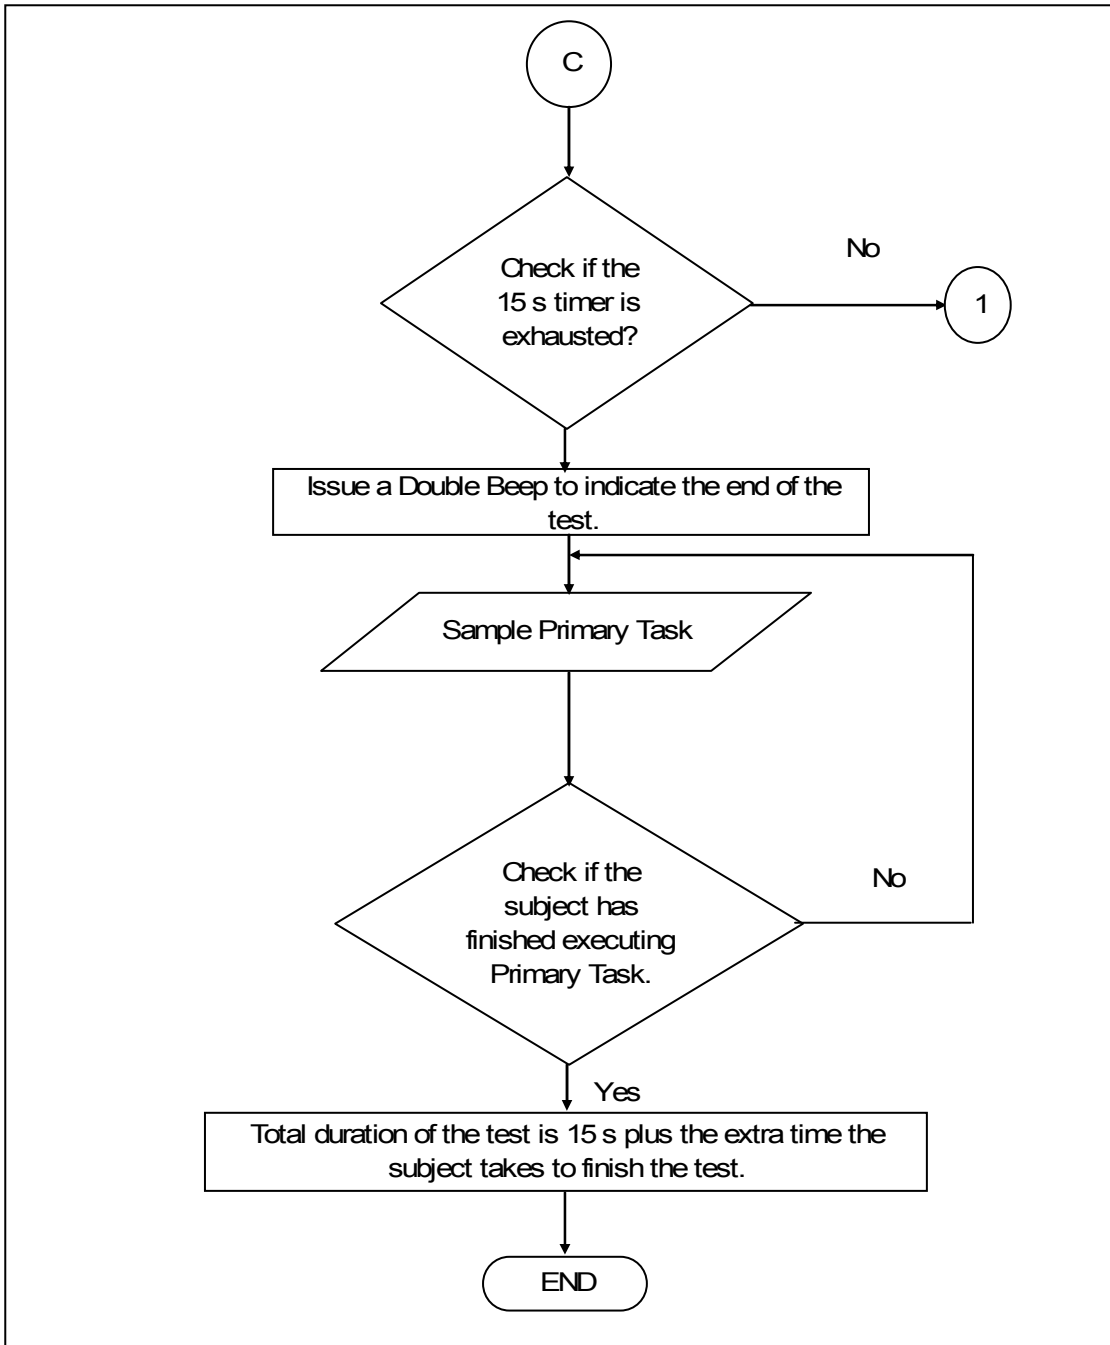 C
Check if the
15 s timer is
exhausted?
No
1
Issue a Double Beep to indicate the end of the
test.
Sample Primary Task
Check if the
subject has
finished executing
Primary Task.
No
Yes
Total duration of the test is 15 s plus the extra time the
subject takes to finish the test.
END